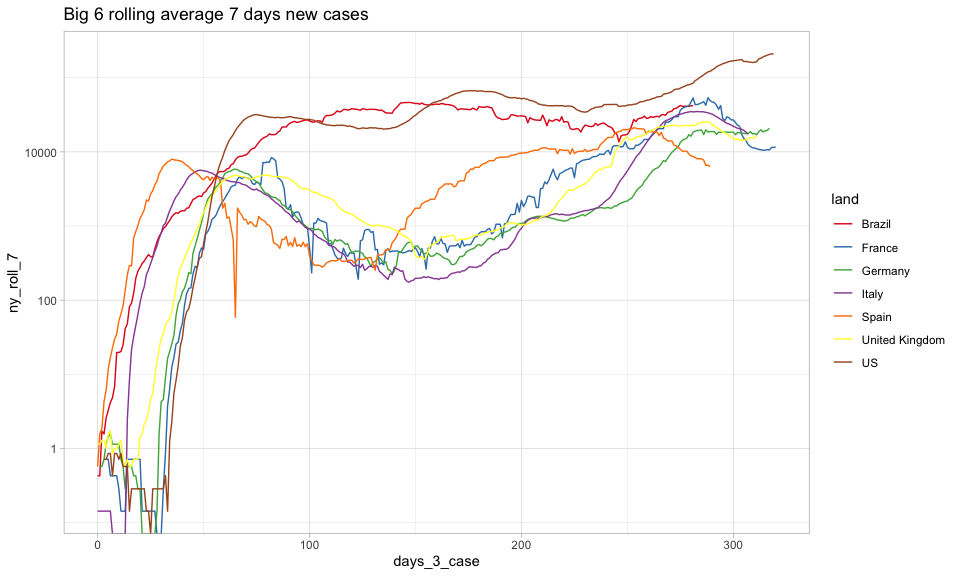 Big 6 rolling average 7 days new cases
ny_roll_7
10000
100
1
0
100
200
300
days_3_case
land
Brazil
France
Germany
Italy
Spain
United Kingdom
US